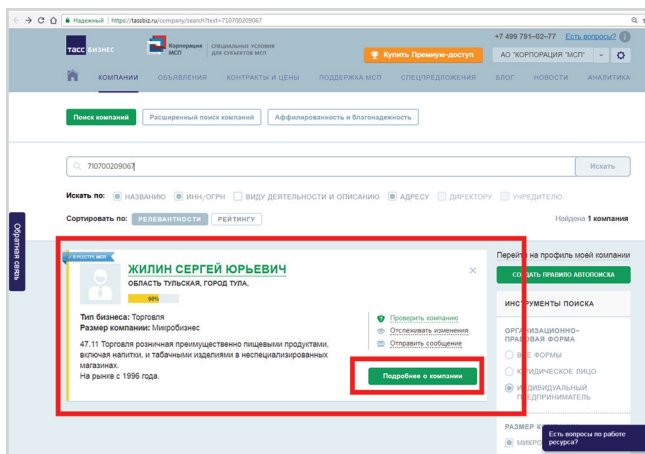 Надежный | https://tassbiz.ru/company/search?text=710700209067
+7 499 791-02-77 Есть вопросы?
ТАСС БИЗНЕС
Корпорация МСП
СПЕЦИАЛЬНЫЕ УСЛОВИЯ
ДЛЯ СУБЪЕКТОВ МСП
Купить Премиум-доступ
АО "КОРПОРАЦИЯ "МСП"
КОМПАНИИ ОБЪЯВЛЕНИЯ КОНТРАКТЫ И ЦЕНЫ ПОДДЕРЖКА МСП СПЕЦПРЕДЛОЖЕНИЯ БЛОГ НОВОСТИ АНАЛИТИКА
Поиск компаний Расширенный поиск компаний Аффилированность и благонадежность
710700209067 Искать
Искать по: НАЗВАНИЮ ИНН/ОГРН ВИДУ ДЕЯТЕЛЬНОСТИ И ОПИСАНИЮ АДРЕСУ ДИРЕКТОРУ УЧРЕДИТЕЛЮ
Сортировать по: РЕЛЕВАНТНОСТИ РЕЙТИНГУ Найдена 1 компания
Обратная связь
В РЕЕСТРЕ МСП
ЖИЛИН СЕРГЕЙ ЮРЬЕВИЧ
ОБЛАСТЬ ТУЛЬСКАЯ, ГОРОД ТУЛА,
60%
Тип бизнеса: Торговля
Размер компании: Микробизнес
47.11 Торговля розничная преимущественно пищевыми продуктами,
включая напитки, и табачными изделиями в неспециализированных
магазинах.
На рынке с 1996 года.
Проверить компанию
Отслеживать изменения
Отправить сообщение
Подробнее о компании
Перейти на профиль моей компании
СОЗДАТЬ ПРАВИЛО АВТОПОИСКА
ИНСТРУМЕНТЫ ПОИСКА
ОРГАНИЗАЦИОННО-
ПРАВОВАЯ ФОРМА
ВСЕ ФОРМЫ
ЮРИДИЧЕСКОЕ ЛИЦО
ИНДИВИДУАЛЬНЫЙ
ПРЕДПРИНИМАТЕЛЬ
РАЗМЕР
МИКРО
Есть вопросы по работе
ресурса?